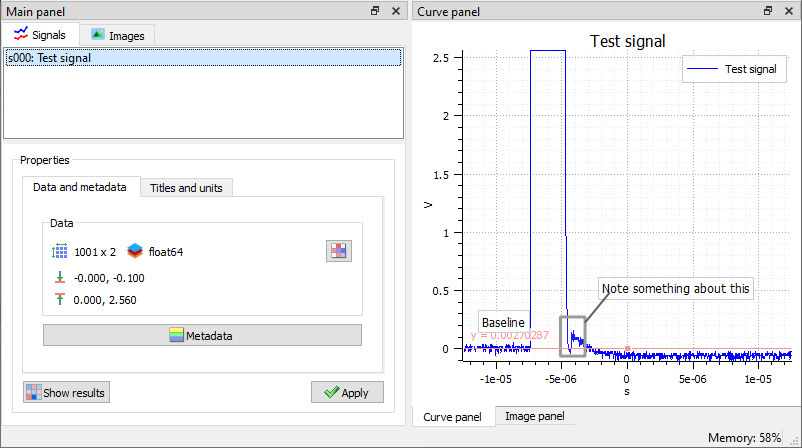 Main panel
Signals
Images
s000: Test signal
Properties
Data and metadata
Titles and units
Data
1001 x 2
float64
-0.000, -0.100
0.000, 2.560
Metadata
Show results
Apply
Curve panel
Test signal
Test signal
2.5
2
1.5
1
0.5
0
V
Note something about this
Baseline
y = 0.00270287
-1e-05
-5e-06
0
5e-06
1e-05
s
Curve panel
Image panel
Memory: 58%